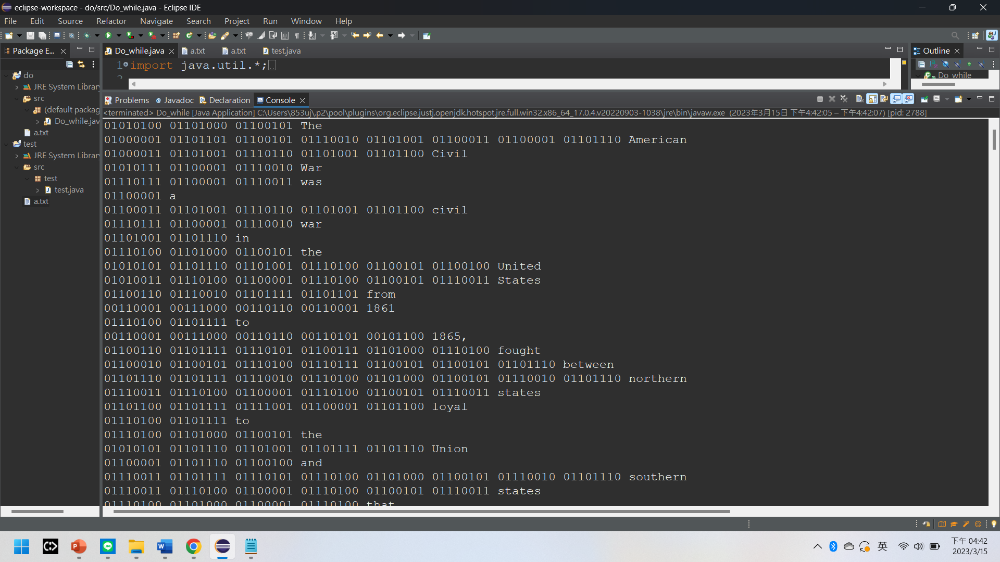 eclipse-workspace - do/src/Do_while.java - Eclipse IDE
File Edit Source Refactor Navigate Search Project Run Window Help
Package E... Do_while.java a.txt a.txt test.java Outline
1 import java.util.*;
do
JRE System Library
src
(default packag
Do_while.jav
a.txt
test
JRE System Library
src
test
test.java
a.txt
Do while
Problems Javadoc Declaration Console
<terminated> Do_while [Java Application] C:\Users\853uj\.p2\pool\plugins\org.eclipse.justj.openjdk.hotspot.jre.full.win32.x86_64_17.0.4.v20220903-1038\jre\bin\javaw.exe (2023年3月15日 下午4:42:05 – 下午4:42:07) [pid: 2788]
01010100 01101000 01100101 The
01000001 01101101 01100101 01110010 01101001 01100011 01100001 01101110 American
01000011 01101001 01110110 01101001 01101100 Civil
01010111 01100001 01110010 War
01110111 01100001 01110011 was
01100001 a
01100011 01101001 01110110 01101001 01101100 civil
01110111 01100001 01110010 war
01101001 01101110 in
01110100 01101000 01100101 the
01010101 01101110 01101001 01110100 01100101 01100100 United
01010011 01110100 01100001 01110100 01100101 01110011 States
01100110 01110010 01101111 01101101 from
00110001 00111000 00110110 00110001 1861
01110100 01101111 to
00110001 00111000 00110110 00110101 00101100 1865,
01100110 01101111 01110101 01100111 01101000 01110100 fought
01100010 01100101 01110100 01110111 01100101 01100101 01101110 between
01101110 01101111 01110010 01110100 01101000 01100101 01110010 01101110 northern
01110011 01110100 01100001 01110100 01100101 01110011 states
01101100 01101111 01111001 01100001 01101100 loyal
01110100 01101111 to
01110100 01101000 01100101 the
01010101 01101110 01101001 01101111 01101110 Union
01100001 01101110 01100100 and
01110011 01101111 01110101 01110100 01101000 01100101 01110010 01101110 southern
01110011 01110100 01100001 01110100 01100101 01110011 states
01110100 01101000 01100001 01110100 that
英
下午 04:42
2023/3/15